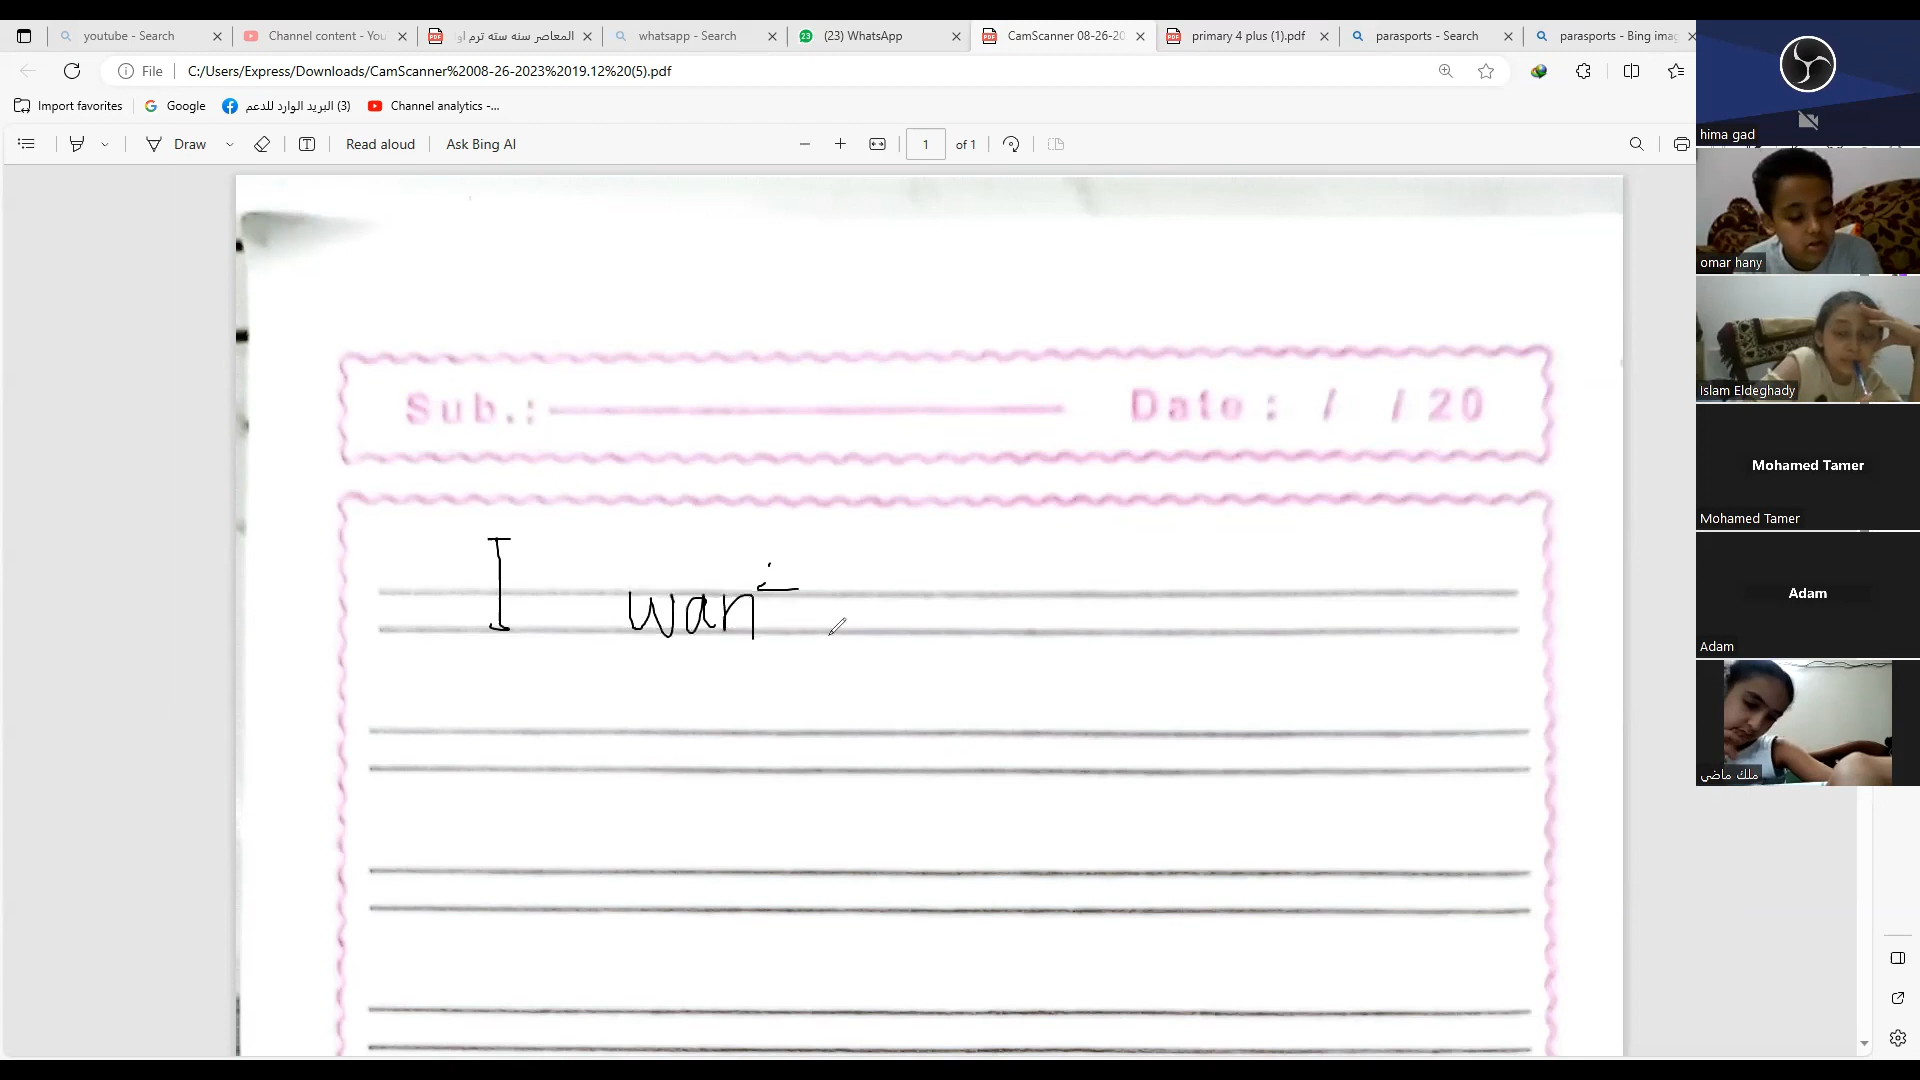 youtube - Search
Channel content - You
المعاصر سنه سته ترم اول
whatsapp - Search
(23) WhatsApp
CamScanner 08-26-20
primary 4 plus (1).pdf
parasports - Search
parasports - Bing imag
File
C:/Users/Express/Downloads/CamScanner%2008-26-2023%2019.12%20(5).pdf
Import favorites
Google
(3) البريد الوارد للدعم
Channel analytics -...
Draw
Read aloud
Ask Bing AI
1 of 1
Sub.: Date: / / 20
I wan
hima gad
omar hany
Islam Eldeghady
Mohamed Tamer
Mohamed Tamer
Adam
Adam
ملك ماضي